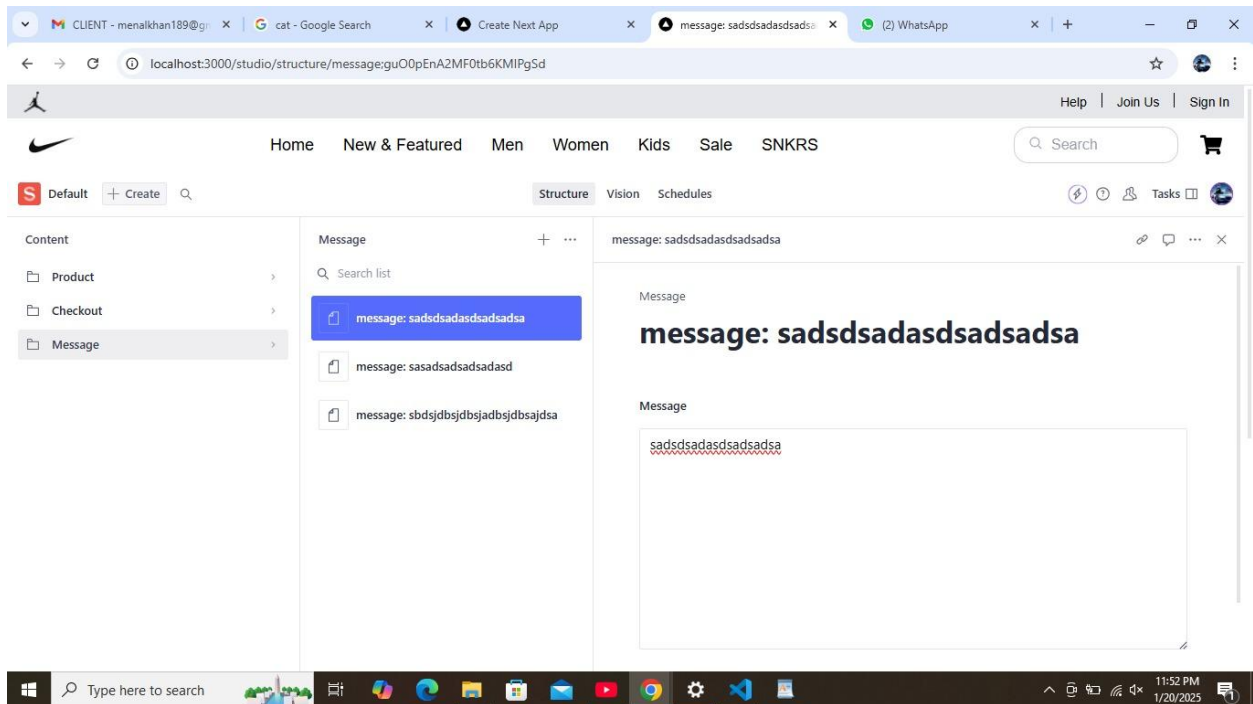 CLIENT - menalkhan189@g
cat - Google Search
Create Next App
message: sadsdsadasdsadsa
(2) WhatsApp
localhost:3000/studio/structure/message;guO0pEnA2MF0tb6KMIPgSd
Help | Join Us | Sign In
Home New & Featured Men Women Kids Sale SNKRS Search
S Default + Create Structure Vision Schedules Tasks
Content Message message: sadsdsadasdsadsadsa
Product
Checkout
Message
Search list
message: sadsdsadasdsadsadsa
message: sasadsadsadsadasd
message: sbdsjdbsjdbsjadbsjdbsajdsa
Message
message: sadsdsadasdsadsadsa
Message
sadsdsadasdsadsadsa
Type here to search
11:52 PM
1/20/2025